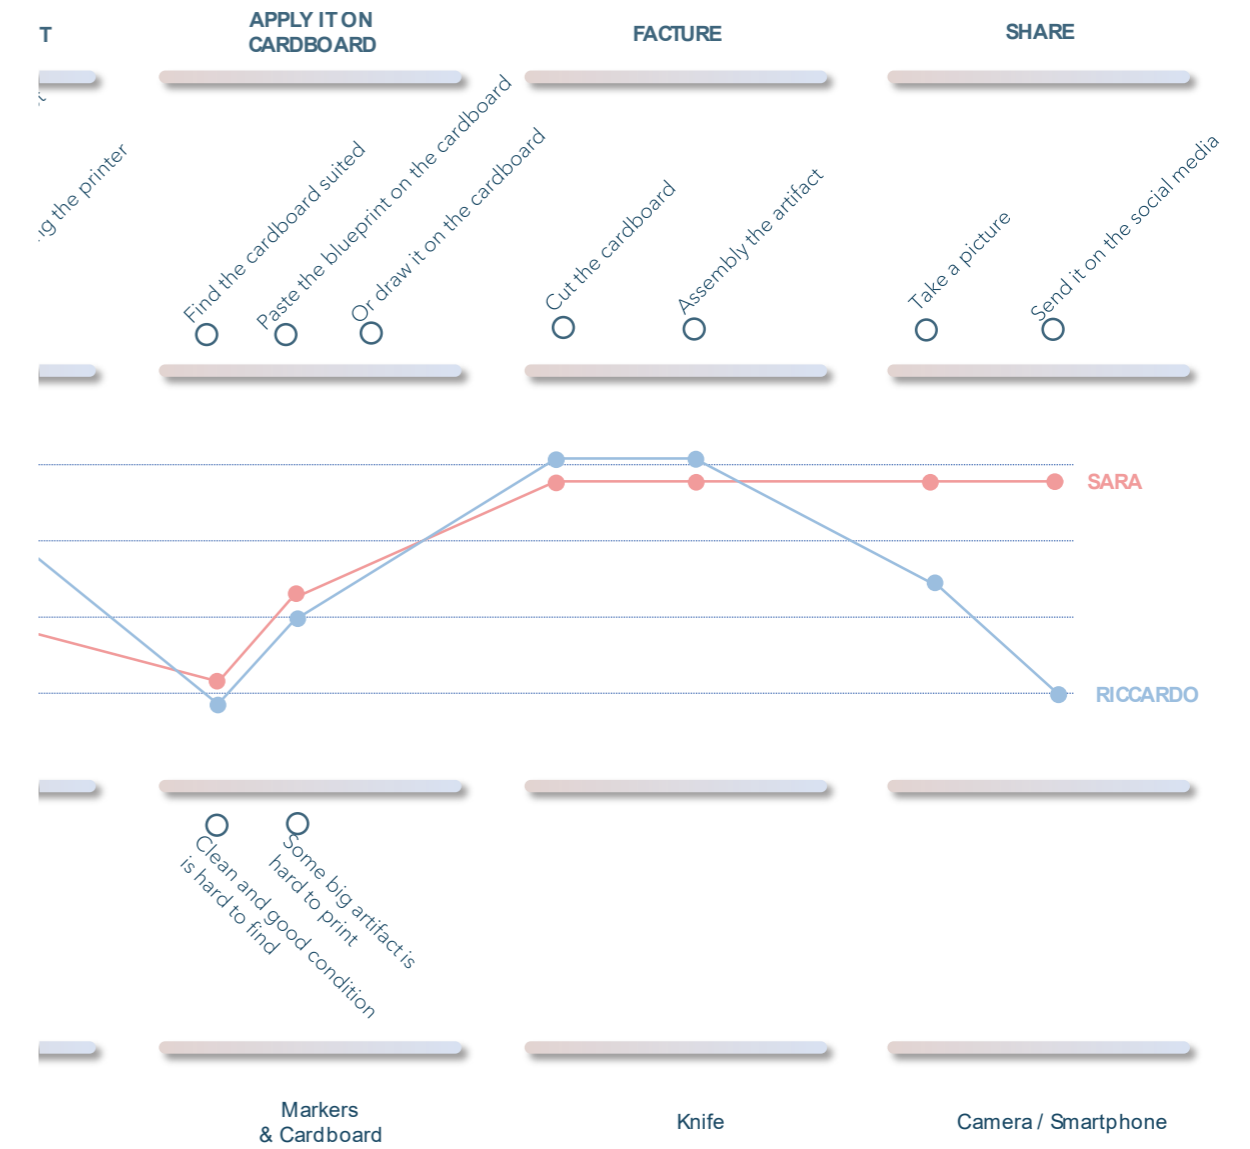 T
APPLY IT ON
CARDBOARD
FACTURE
SHARE
the printer
Find the cardboard suited
Paste the blueprint on the cardboard
Or draw it on the cardboard
Cut the cardboard
Assembly the artifact
Take a picture
Send it on the social media
SARA
RICCARDO
Clean and good condition
is hard to find
Some big artifact is
hard to print
Markers
& Cardboard
Knife
Camera / Smartphone